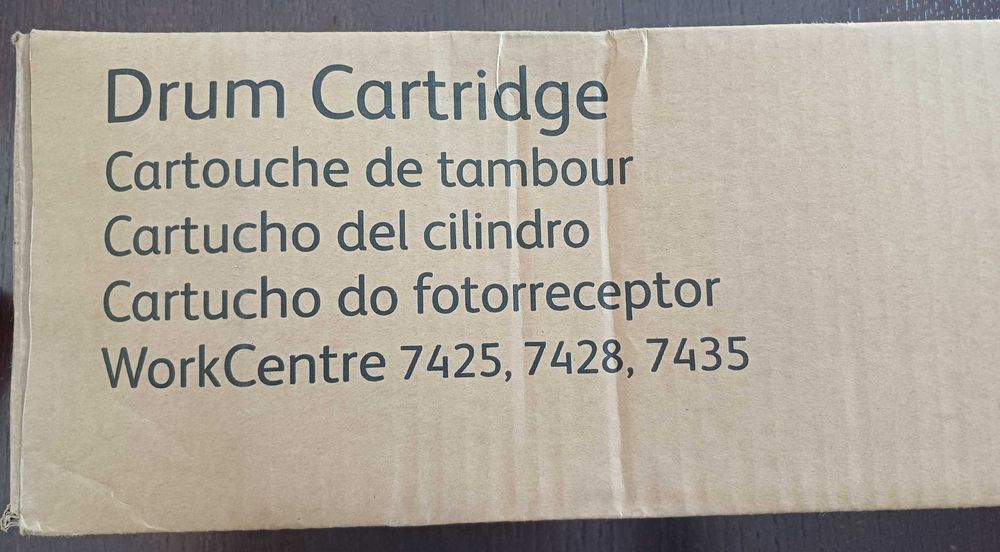 Drum Cartridge
Cartouche de tambour
Cartucho del cilindro
Cartucho do fotorreceptor
WorkCentre 7425, 7428, 7435